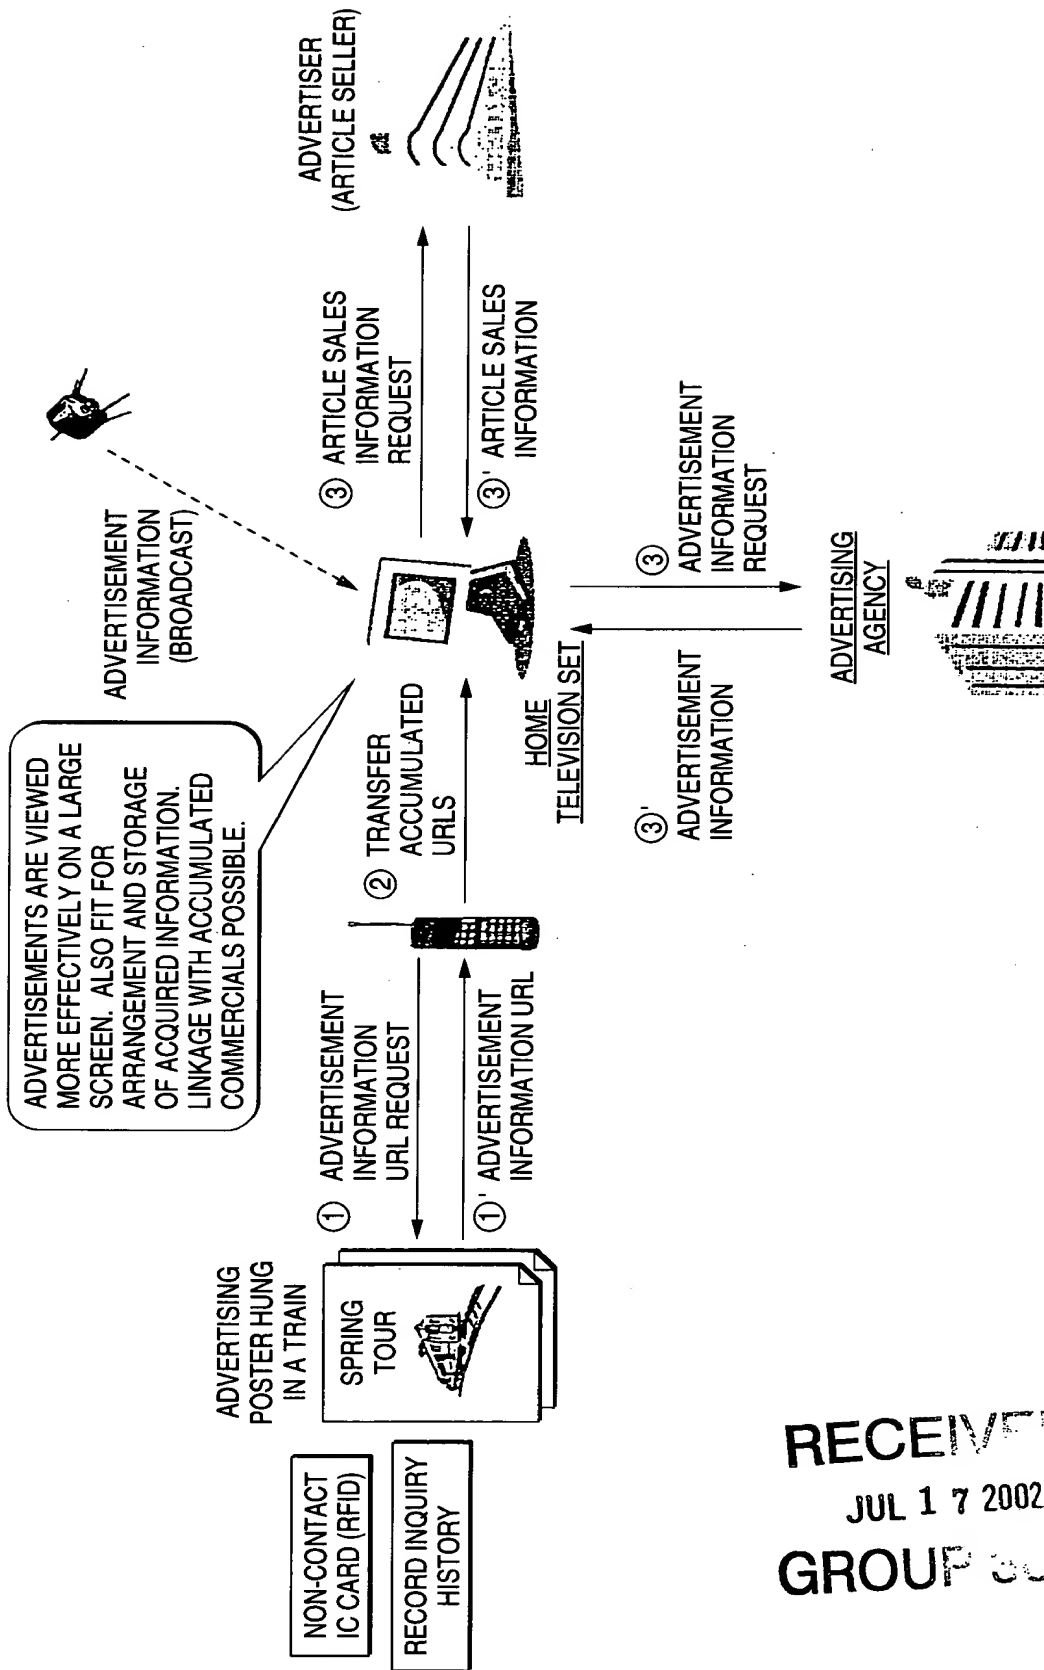 ADVERTISEMENTS ARE VIEWED
MORE EFFECTIVELY ON A LARGE
SCREEN. ALSO FIT FOR
ARRANGEMENT AND STORAGE
OF ACQUIRED INFORMATION.
LINKAGE WITH ACCUMULATED
COMMERCIALS POSSIBLE.
ADVERTISEMENT
INFORMATION
(BROADCAST)
ADVERTISER
(ARTICLE SELLER)
NON-CONTACT
IC CARD (RFID)
RECORD INQUIRY
HISTORY
ADVERTISING
POSTER HUNG
IN A TRAIN
SPRING
TOUR
① ADVERTISEMENT
INFORMATION
URL REQUEST
①' ADVERTISEMENT
INFORMATION URL
② TRANSFER
ACCUMULATED
URLS
HOME
TELEVISION SET
③ ARTICLE SALES
INFORMATION
REQUEST
③' ARTICLE SALES
INFORMATION
③' ADVERTISEMENT
INFORMATION
③ ADVERTISEMENT
INFORMATION
REQUEST
ADVERTISING
AGENCY
JUL 17 2002
GROUP